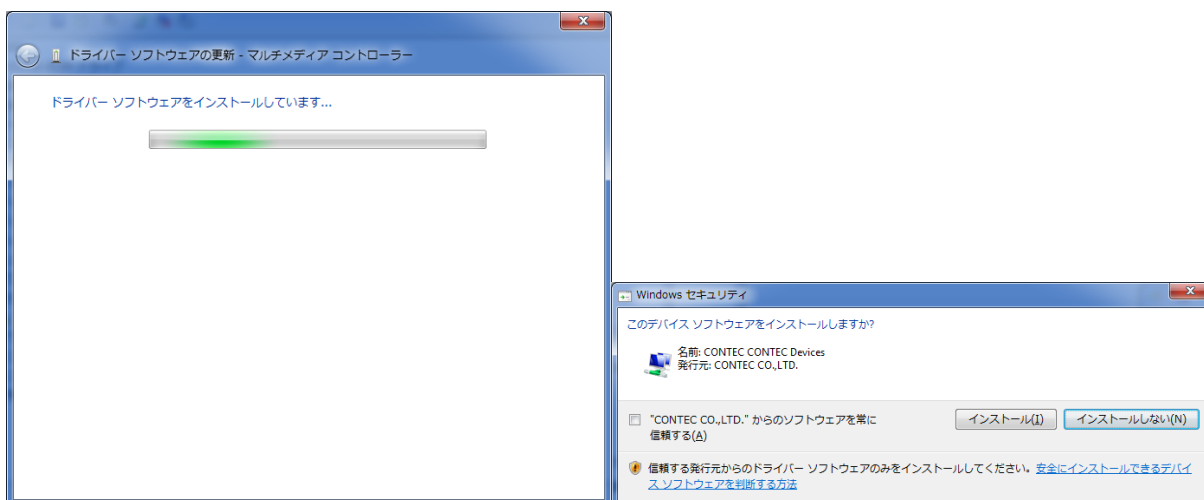 ドライバー ソフトウェアの更新 - マルチメディア コントローラー
ドライバー ソフトウェアをインストールしています...
Windows セキュリティ
このデバイス ソフトウェアをインストールしますか?
名前: CONTEC CONTEC Devices
発行元: CONTEC CO.,LTD.
"CONTEC CO.,LTD." からのソフトウェアを常に
信頼する(A)
インストール(I)
インストールしない(N)
信頼する発行元からのドライバー ソフトウェアのみをインストールしてください。安全にインストールできるデバイ
ス ソフトウェアを判断する方法